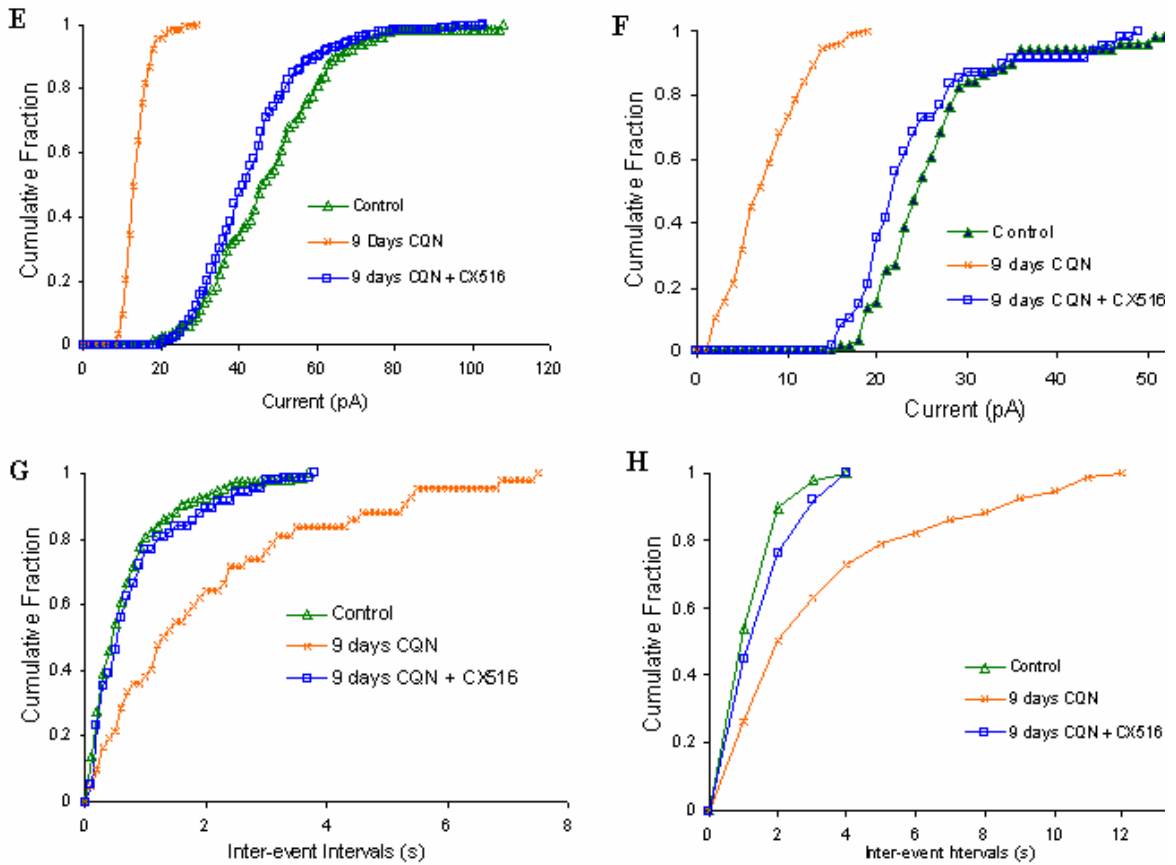 E
Cumulative Fraction
1
0.8
0.6
0.4
0.2
0
0 20 40 60 80 100 120
Current (pA)
Control
9 Days CQN
9 days CQN + CX516
F
Cumulative Fraction
1
0.8
0.6
0.4
0.2
0
0 10 20 30 40 50
Current (pA)
Control
9 days CQN
9 days CQN + CX516
G
Cumulative Fraction
1
0.8
0.6
0.4
0.2
0
0 2 4 6 8
Inter-event Intervals (s)
Control
9 days CQN
9 days CQN + CX516
H
Cumulative Fraction
1
0.8
0.6
0.4
0.2
0
0 2 4 6 8 10 12
Inter-event Intervals (s)
Control
9 days CQN
9 days CQN + CX516